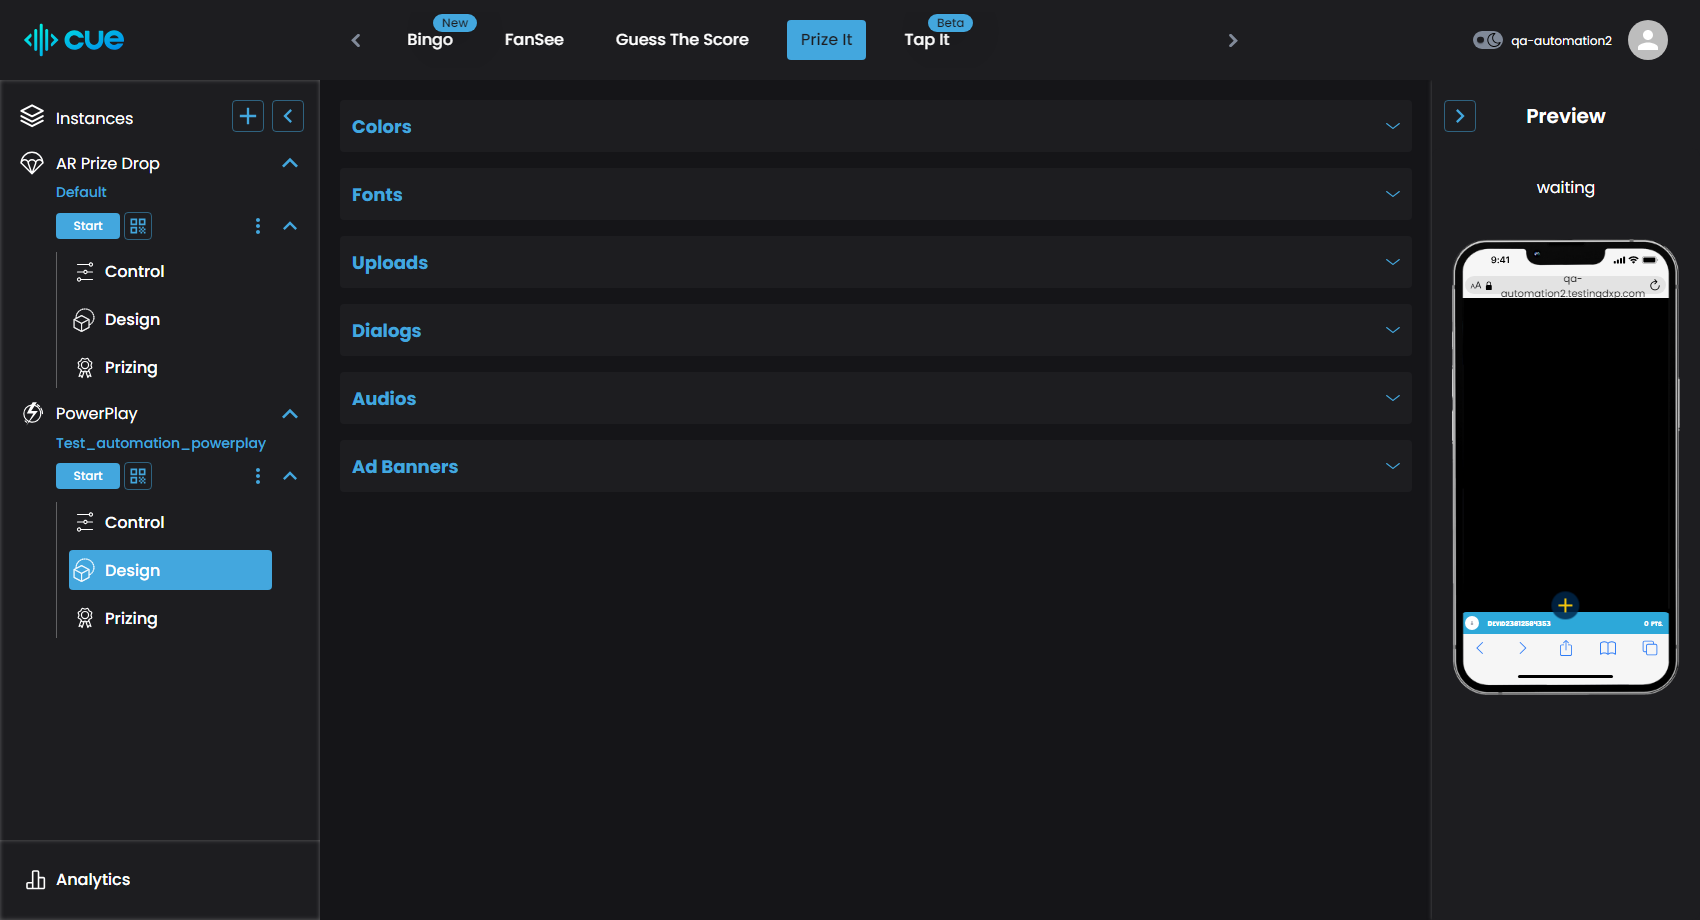 cue
New
Bingo
FanSee
Guess The Score
Prize It
Beta
Tap It
qa-automation2
Instances
AR Prize Drop
Default
Start
Control
Design
Prizing
PowerPlay
Test_automation_powerplay
Start
Control
Design
Prizing
Analytics
Colors
Fonts
Uploads
Dialogs
Audios
Ad Banners
Preview
waiting
9:41
AA
qa-
automation2.testingdxp.com
0 PTS.